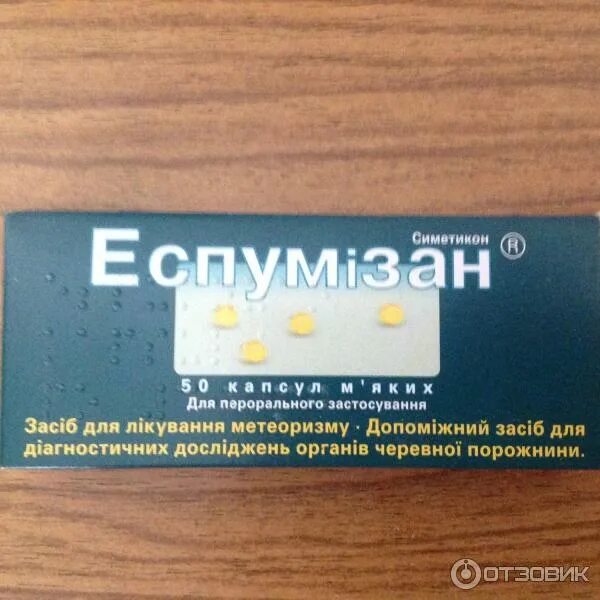 Симетикон
Еспумізан ®
50 капсул м'яких
Для перорального застосування
Засіб для лікування метеоризму · Допоміжний засіб для
діагностичних досліджень органів черевної порожнини.
ОТЗОВИК